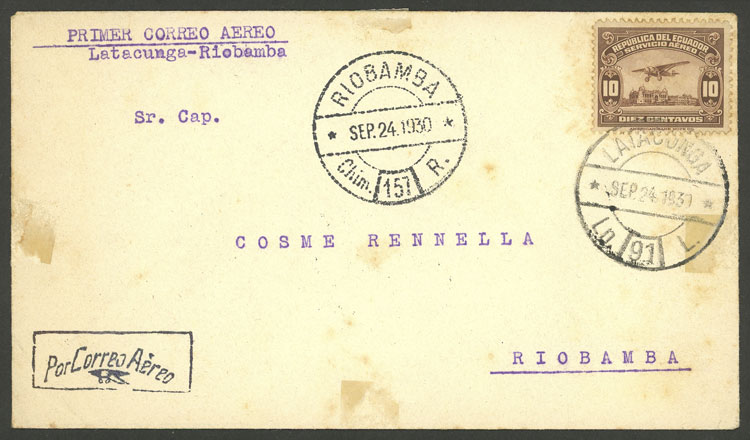 PRIMER CORREO AEREO
Latacunga-Riobamba
Sr. Cap.
COSME RENNELLA
RIOBAMBA
REPUBLICA DEL ECUADOR
SERVICIO AEREO
10 10
DIEZ CENTAVOS
RIOBAMBA
★ SEP.24.1930 ★
Chim. 157 R.
LATACUNGA
★ SEP.24.1930 ★
Ln. 91 L.
Por Correo Aéreo